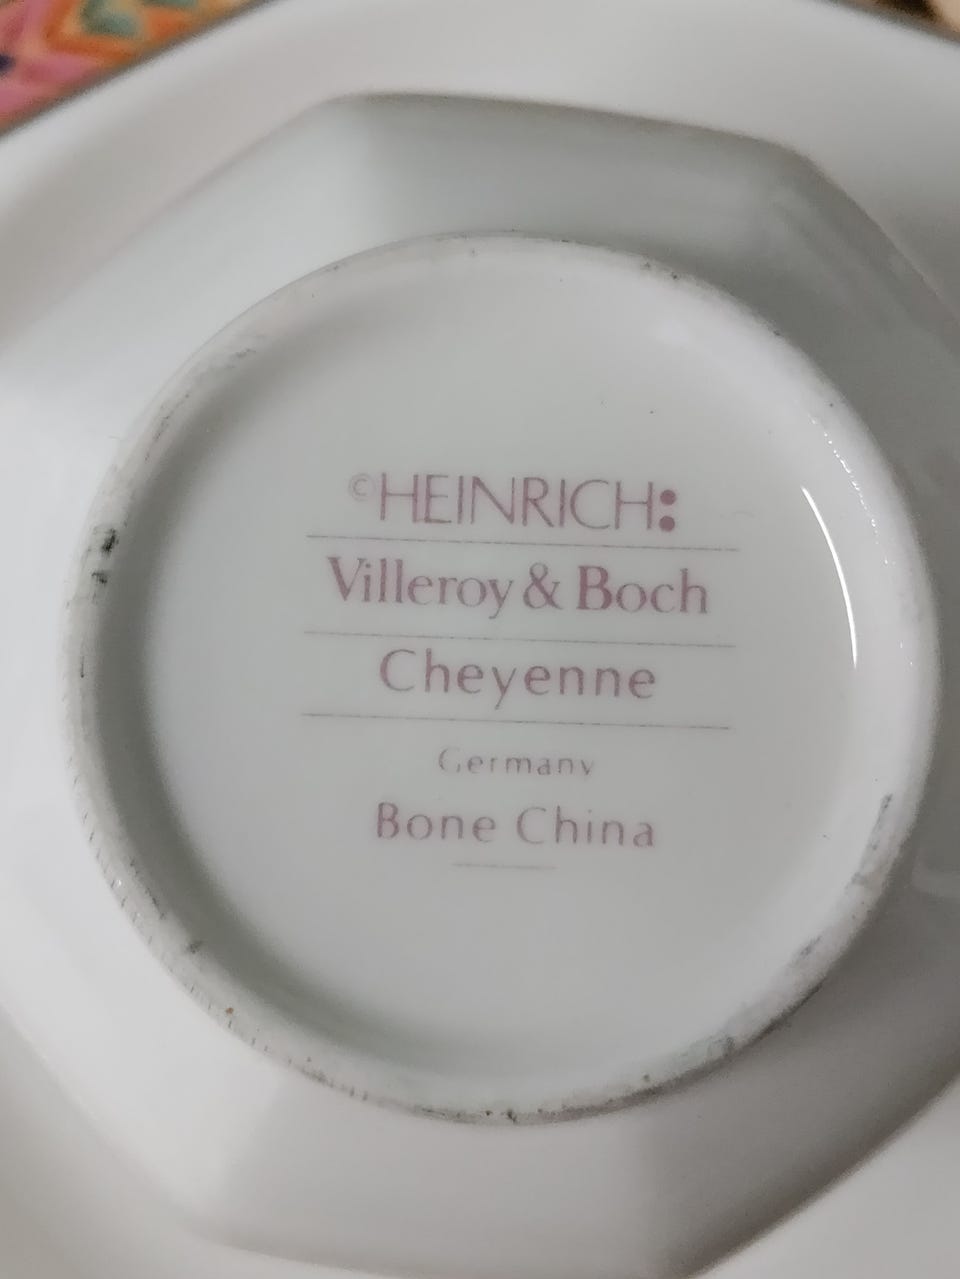 ©HEINRICH:
Villeroy & Boch
Cheyenne
Germany
Bone China